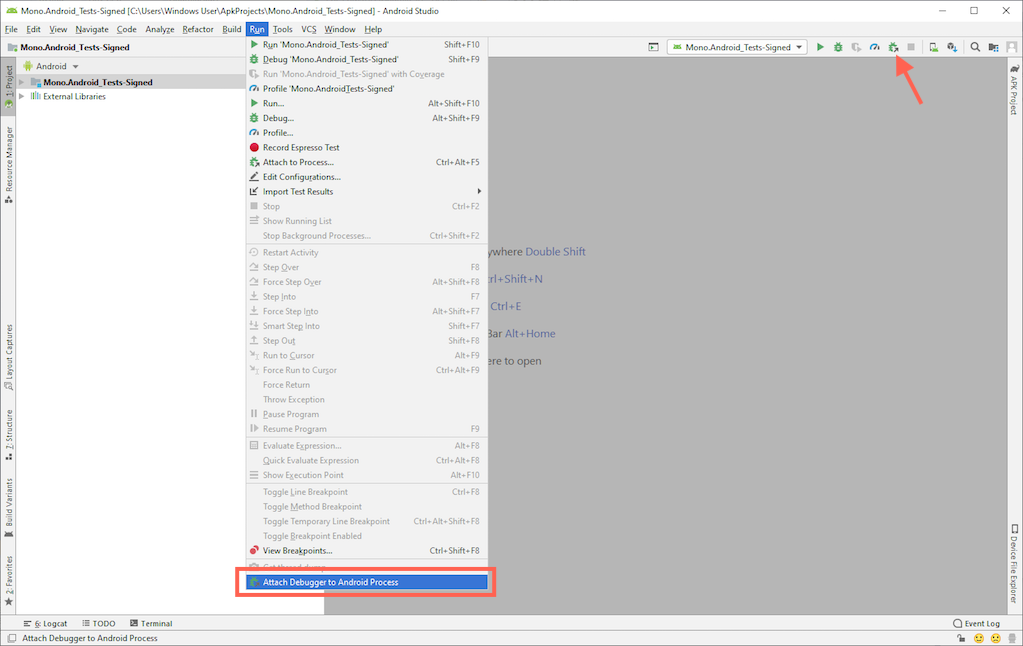 Mono.Android_Tests-Signed [C:\Users\Windows User\ApkProjects\Mono.Android_Tests-Signed] - Android Studio
File Edit View Navigate Code Analyze Refactor Build Run Tools VCS Window Help
Mono.Android_Tests-Signed
Mono.Android_Tests-Signed
Android
Mono.Android_Tests-Signed
External Libraries
1: Project
Resource Manager
Layout Captures
7: Structure
Build Variants
2: Favorites
Run 'Mono.Android_Tests-Signed' Shift+F10
Debug 'Mono.Android_Tests-Signed' Shift+F9
Run 'Mono.Android_Tests-Signed' with Coverage
Profile 'Mono.AndroidTests-Signed'
Run... Alt+Shift+F10
Debug... Alt+Shift+F9
Profile...
Record Espresso Test
Attach to Process... Ctrl+Alt+F5
Edit Configurations...
Import Test Results
Stop Ctrl+F2
Show Running List
Stop Background Processes... Ctrl+Shift+F2
Restart Activity
Step Over F8
Force Step Over Alt+Shift+F8
Step Into F7
Force Step Into Alt+Shift+F7
Smart Step Into Shift+F7
Step Out Shift+F8
Run to Cursor Alt+F9
Force Run to Cursor Ctrl+Alt+F9
Force Return
Throw Exception
Pause Program
Resume Program F9
Evaluate Expression... Alt+F8
Quick Evaluate Expression Ctrl+Alt+F8
Show Execution Point Alt+F10
Toggle Line Breakpoint Ctrl+F8
Toggle Method Breakpoint
Toggle Temporary Line Breakpoint Ctrl+Alt+Shift+F8
Toggle Breakpoint Enabled
View Breakpoints... Ctrl+Shift+F8
Get thread dump
Attach Debugger to Android Process
ywhere Double Shift
trl+Shift+N
Ctrl+E
Bar Alt+Home
ere to open
APK Project
Device File Explorer
6: Logcat TODO Terminal Event Log
Attach Debugger to Android Process